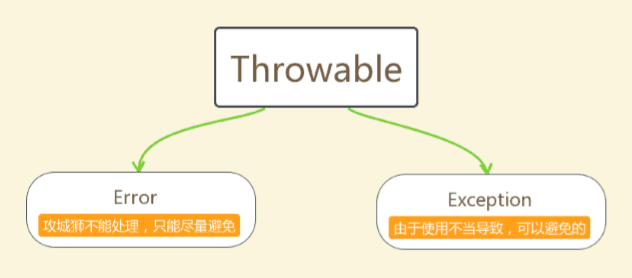 Throwable
Error
攻城狮不能处理，只能尽量避免
Exception
由于使用不当导致，可以避免的